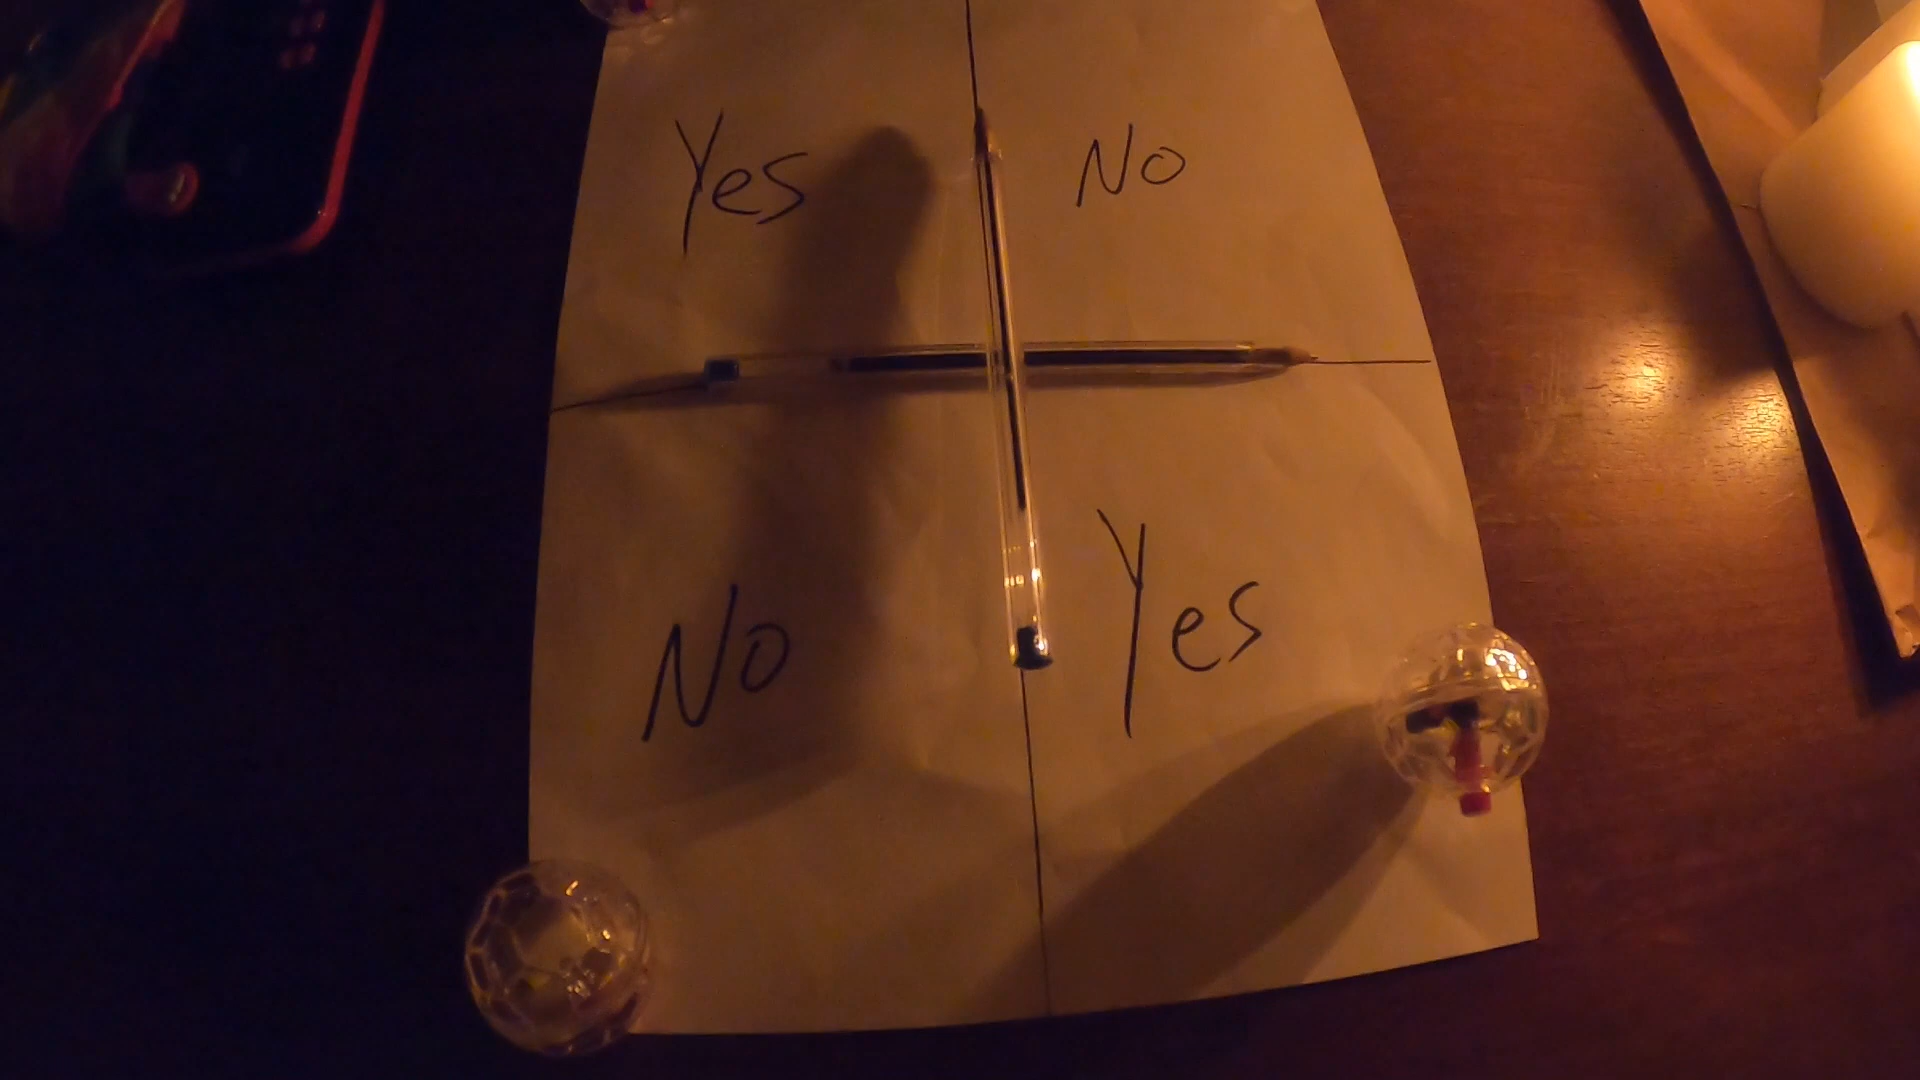 Yes No
No Yes